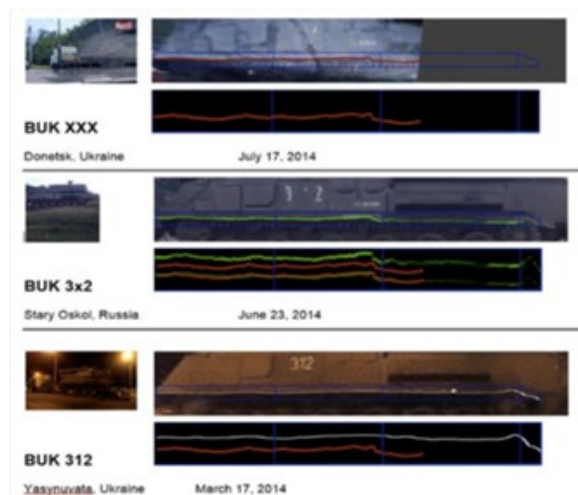 BUK XXX
Donetsk, Ukraine July 17, 2014
3 2
BUK 3x2
Stary Oskol, Russia June 23, 2014
312
BUK 312
Yasynuvata, Ukraine March 17, 2014